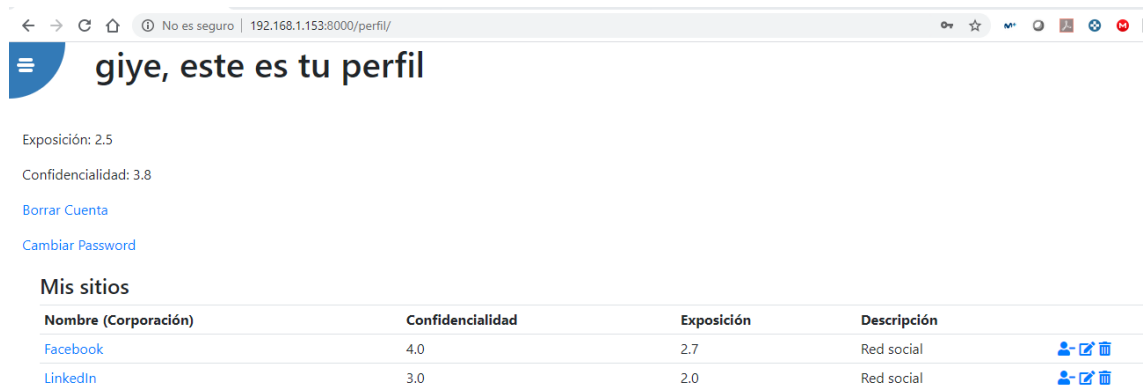 No es seguro | 192.168.1.153:8000/perfil/
giye, este es tu perfil
Exposición: 2.5
Confidencialidad: 3.8
Borrar Cuenta
Cambiar Password
Mis sitios
Nombre (Corporación) Confidencialidad Exposición Descripción
Facebook 4.0 2.7 Red social
LinkedIn 3.0 2.0 Red social